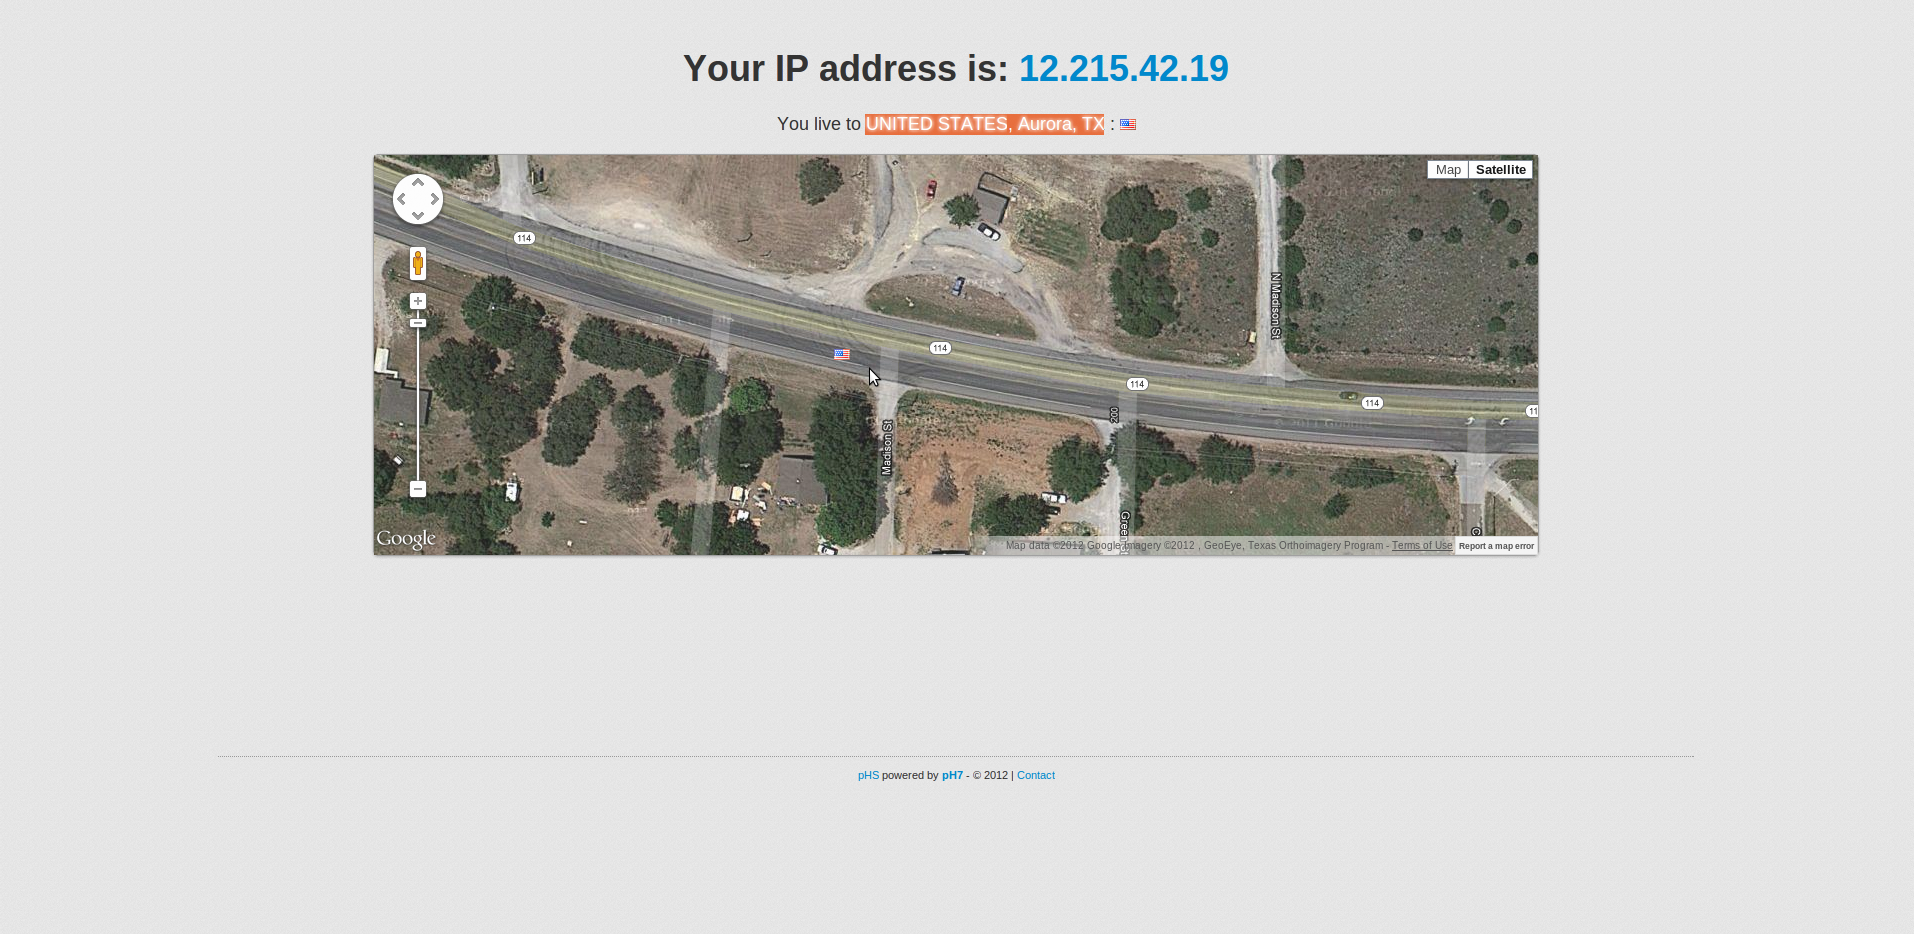 Your IP address is: 12.215.42.19
You live to UNITED STATES, Aurora, TX :
Map Satellite
114
N Madison St
114
114
114
11
200
Madison St
Green
Google
Map data ©2012 Google Imagery ©2012 , GeoEye, Texas Orthoimagery Program - Terms of Use Report a map error
pHS powered by pH7 - © 2012 | Contact